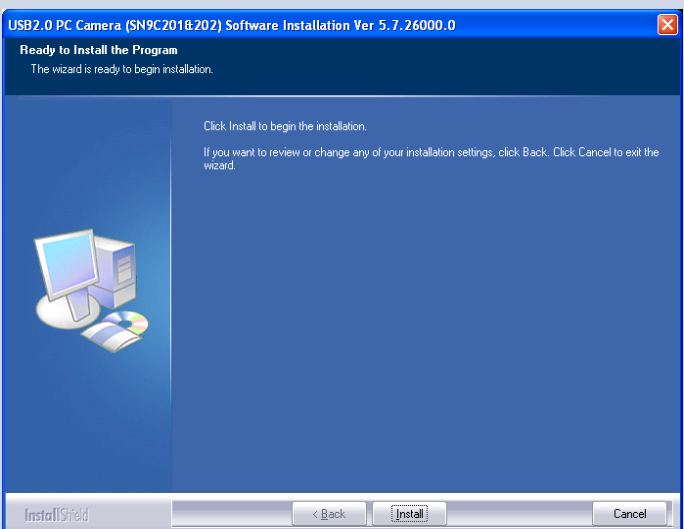 USB2.0 PC Camera (SN9C201&202) Software Installation Ver 5.7.26000.0
Ready to Install the Program
The wizard is ready to begin installation.
Click Install to begin the installation.
If you want to review or change any of your installation settings, click Back. Click Cancel to exit the
wizard.
InstallShield
< Back
Install
Cancel